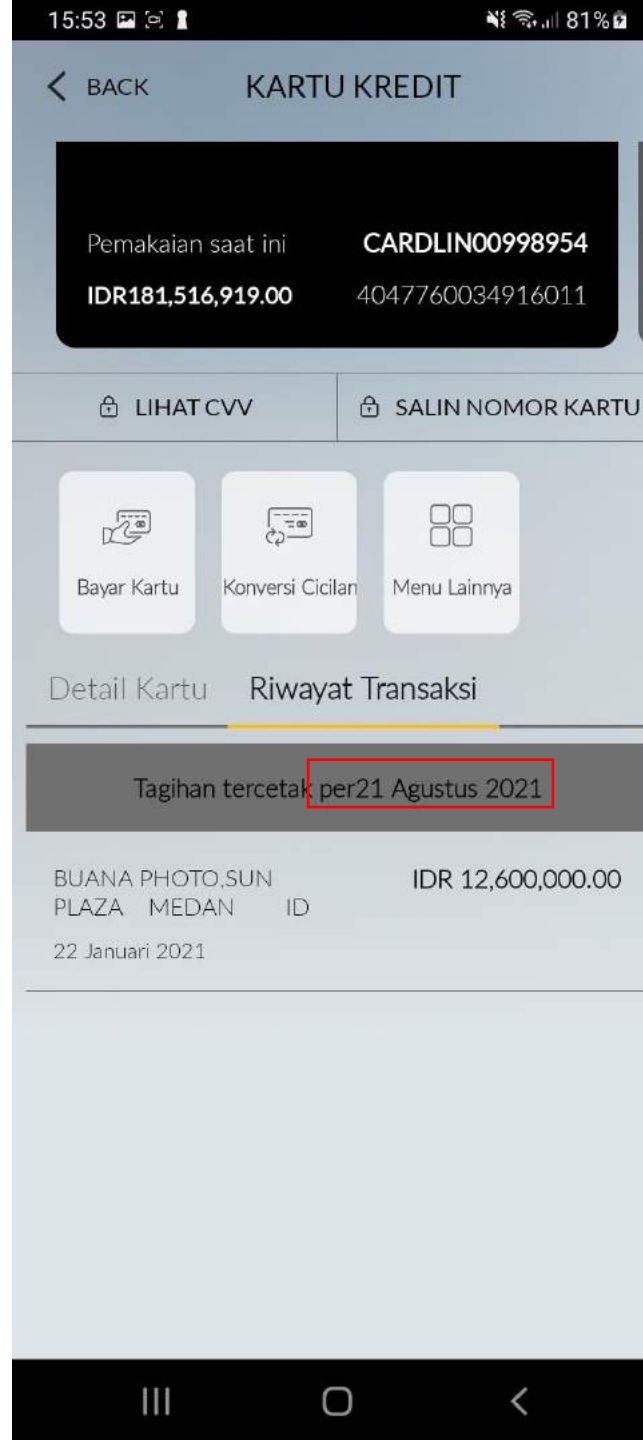 15:53 81%
BACK KARTU KREDIT
Pemakaian saat ini CARDLIN00998954
IDR181,516,919.00 4047760034916011
LIHAT CVV SALIN NOMOR KARTU
Bayar Kartu Konversi Cicilan Menu Lainnya
Detail Kartu Riwayat Transaksi
Tagihan tercetak per21 Agustus 2021
BUANA PHOTO,SUN IDR 12,600,000.00
PLAZA MEDAN ID
22 Januari 2021